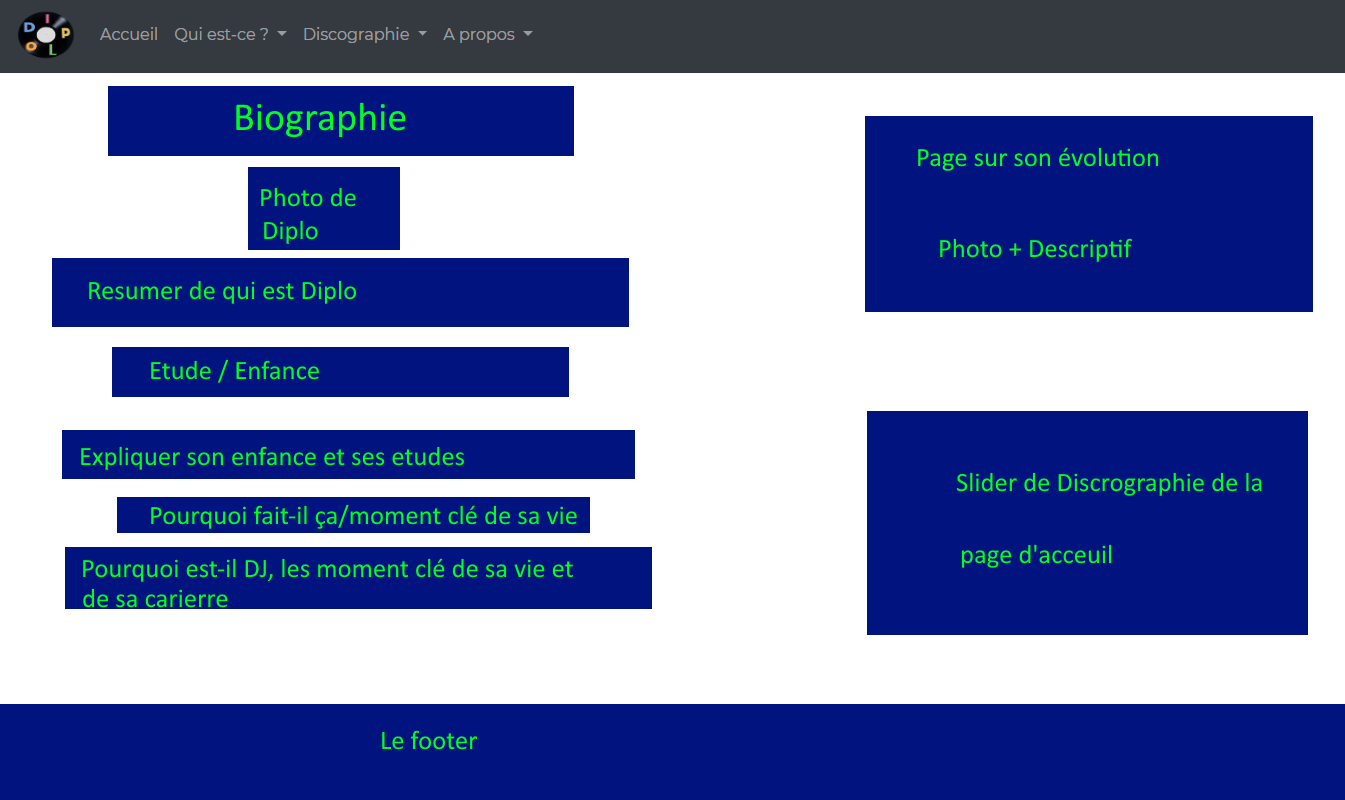 DIPLO
Accueil Qui est-ce ? Discographie A propos
Biographie
Photo de
Diplo
Resumer de qui est Diplo
Etude / Enfance
Expliquer son enfance et ses etudes
Pourquoi fait-il ça/moment clé de sa vie
Pourquoi est-il DJ, les moment clé de sa vie et
de sa carierre
Page sur son évolution
Photo + Descriptif
Slider de Discrographie de la
page d'acceuil
Le footer